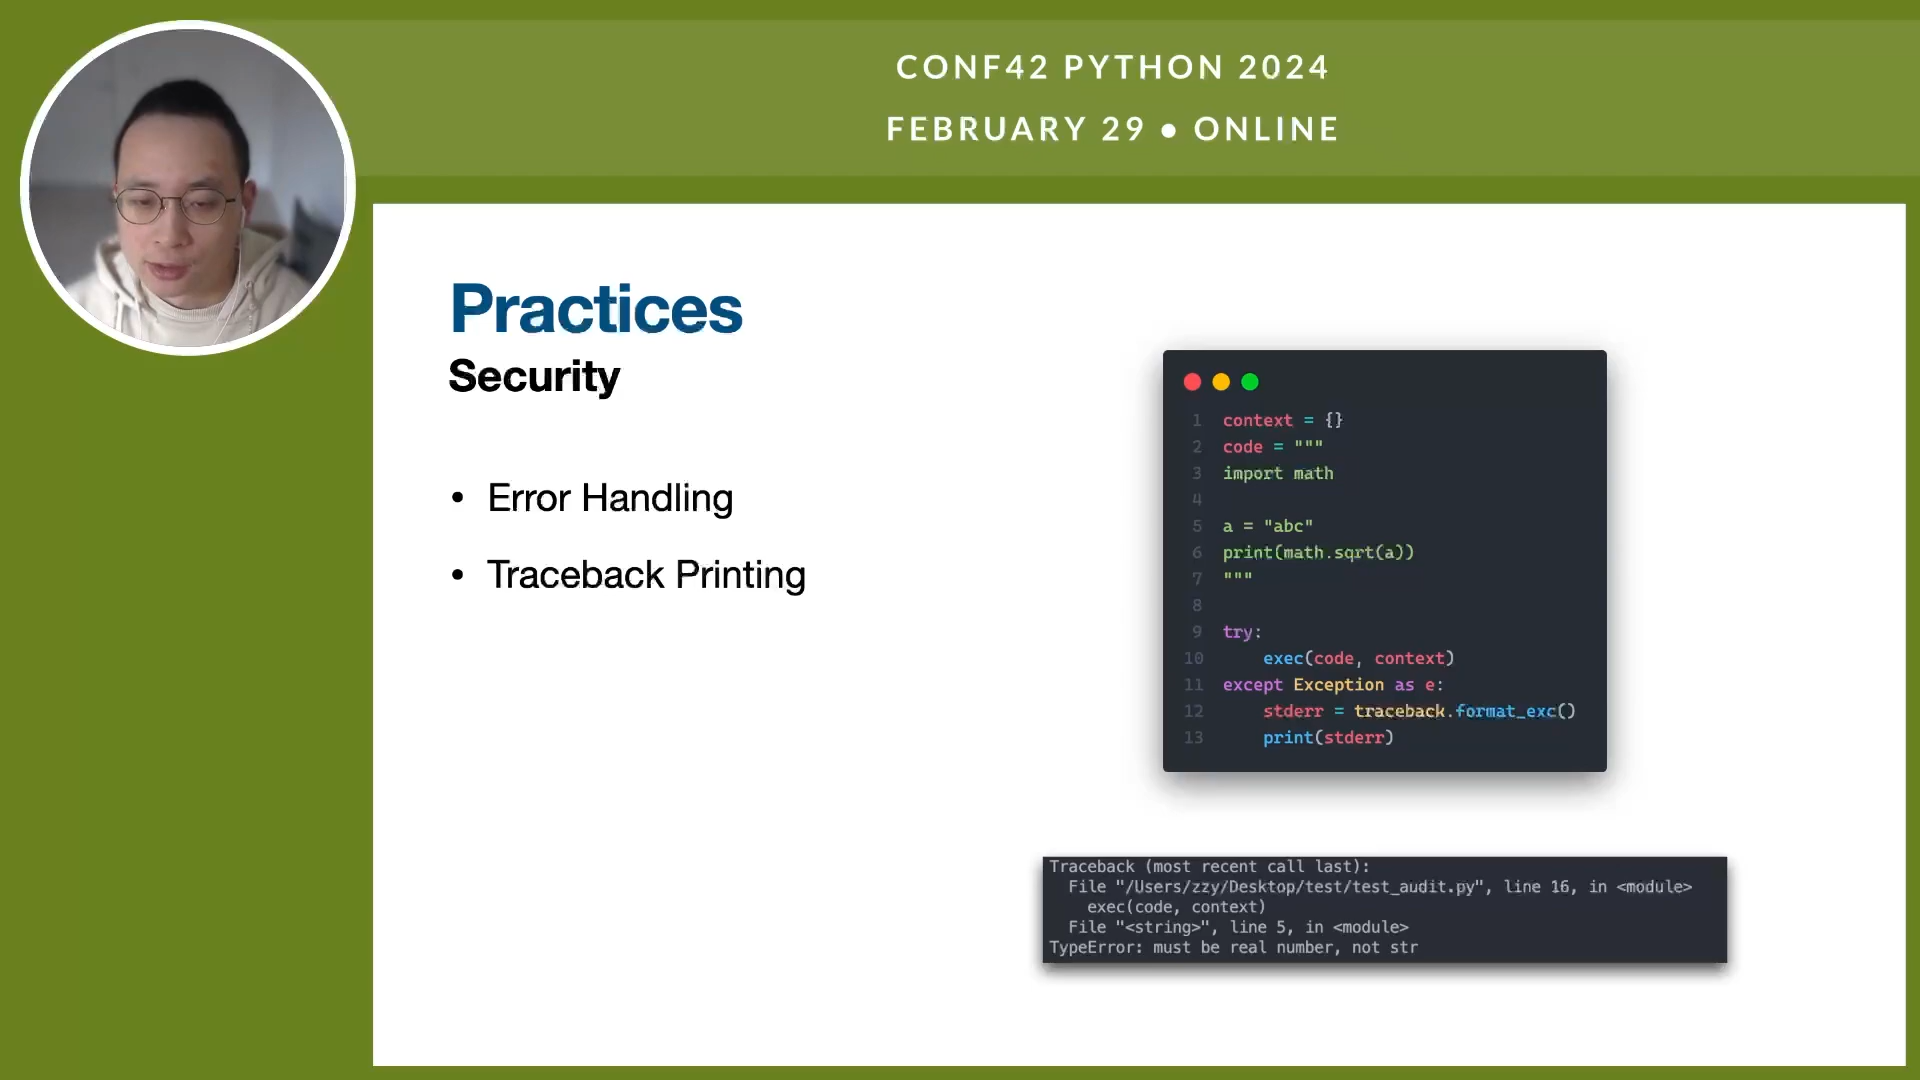 CONF42 PYTHON 2024
FEBRUARY 29 ● ONLINE
Practices
Security
• Error Handling
• Traceback Printing
1 context = {}
2 code = """
3 import math
4
5 a = "abc"
6 print(math.sqrt(a))
7 """
8
9 try:
10     exec(code, context)
11 except Exception as e:
12     stderr = traceback.format_exc()
13     print(stderr)
Traceback (most recent call last):
  File "/Users/zzy/Desktop/test/test_audit.py", line 16, in <module>
    exec(code, context)
  File "<string>", line 5, in <module>
TypeError: must be real number, not str